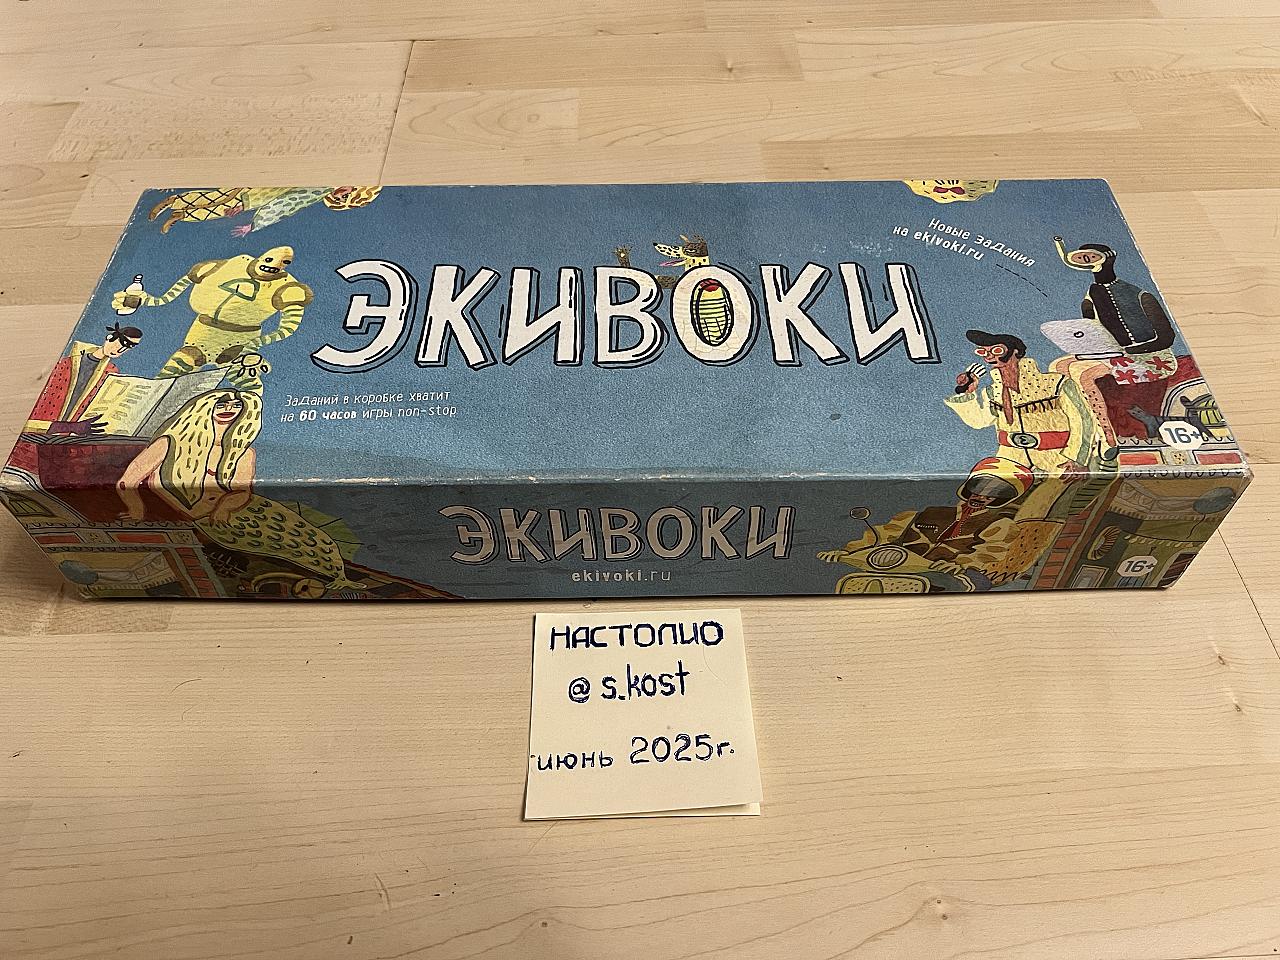 Новые задания
на ekivoki.ru
ЭКИВОКИ
Заданий в коробке хватит
на 60 часов игры non-stop
16+
ЭКИВОКИ
ekivoki.ru
16+
НАСТОЛИО
@ s.kost
июнь 2025г.